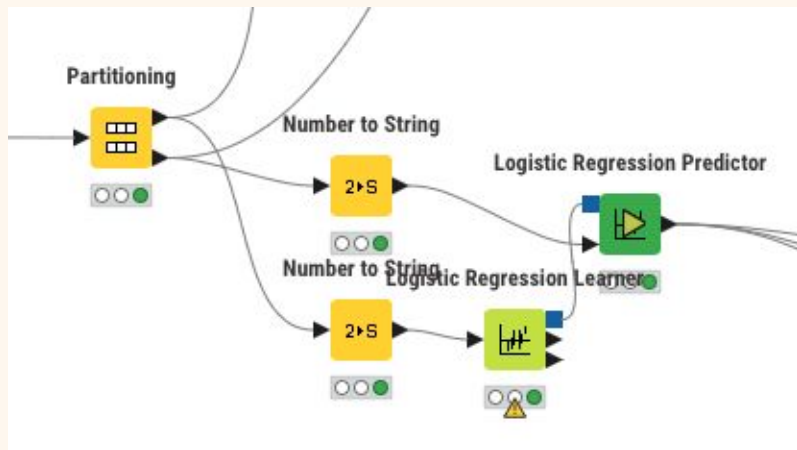 Partitioning
Number to String
2▸S
Logistic Regression Predictor
Number to String
Logistic Regression Learner
2▸S